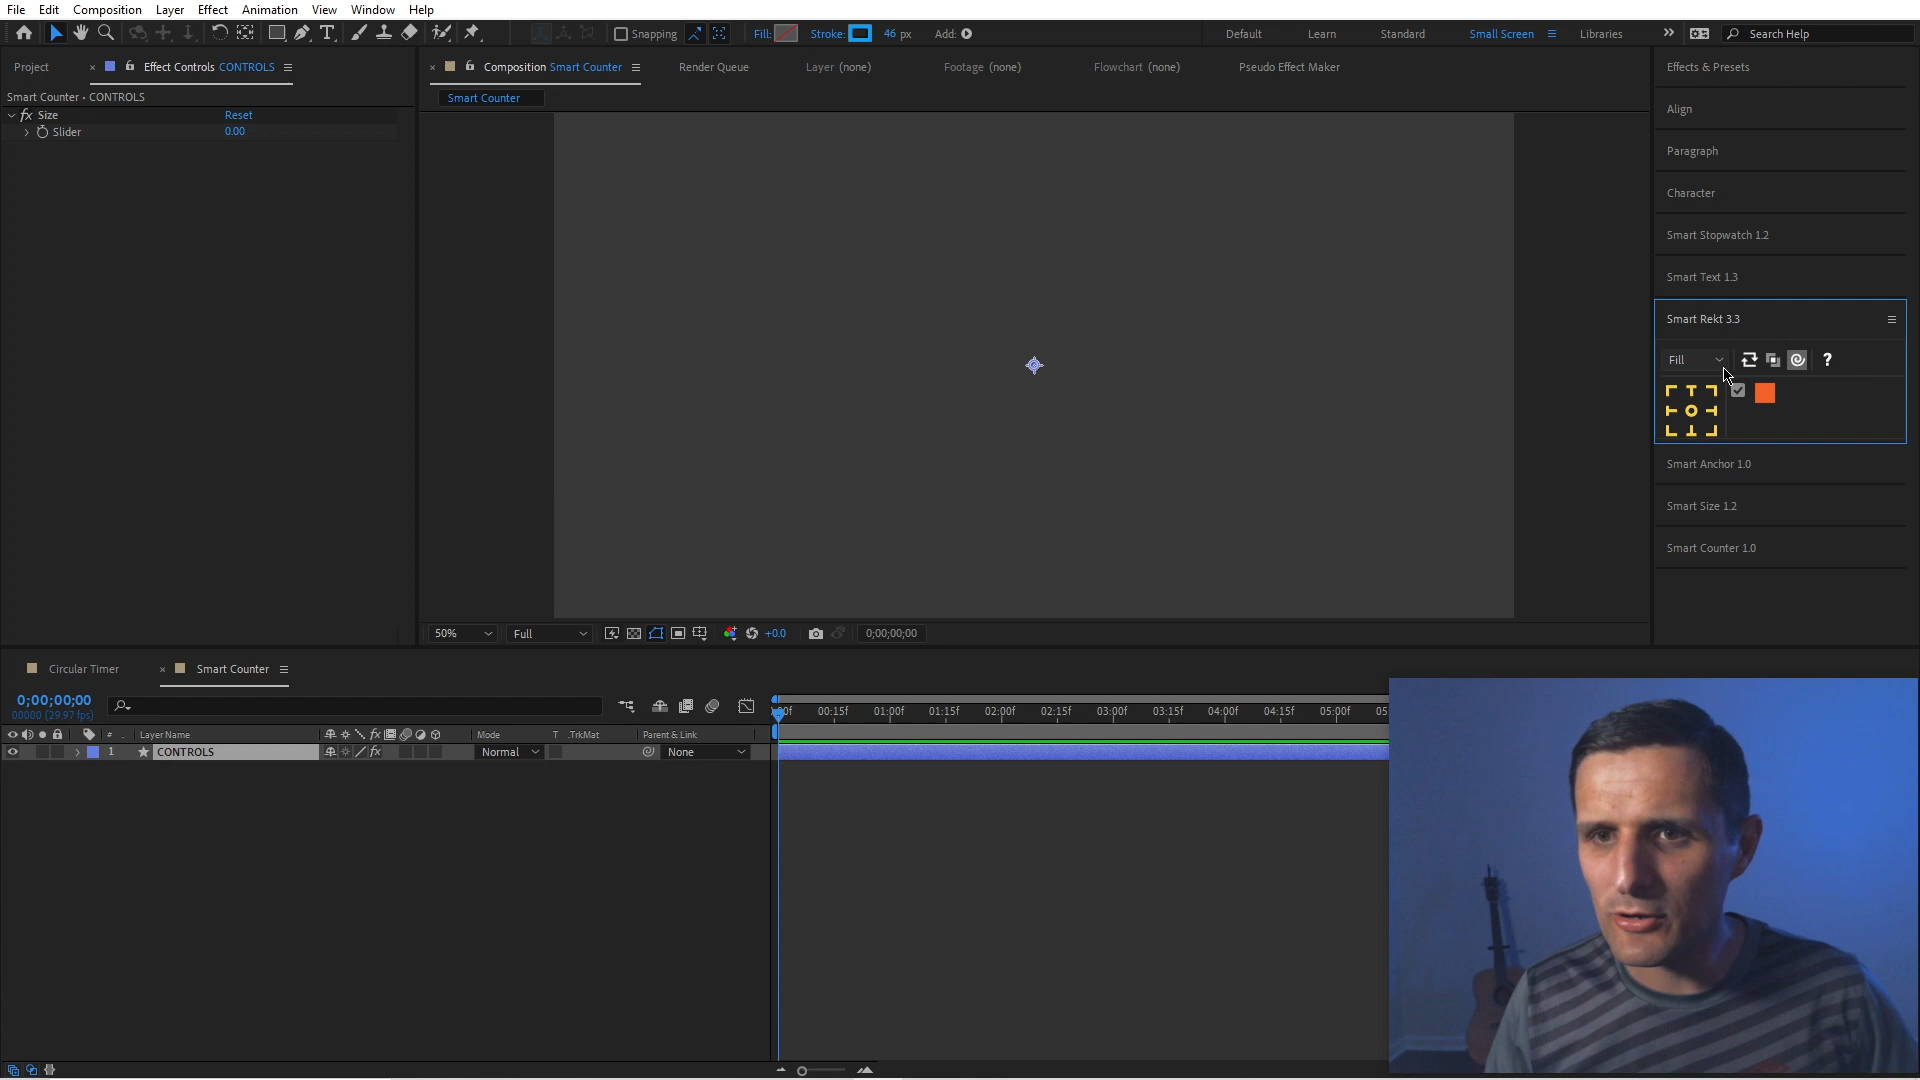 File Edit Composition Layer Effect Animation View Window Help
Snapping Fill: Stroke: 46 px Add: Default Learn Standard Small Screen Libraries Search Help
Project Effect Controls CONTROLS Composition Smart Counter Render Queue Layer (none) Footage (none) Flowchart (none) Pseudo Effect Maker
Smart Counter • CONTROLS
Smart Counter
fx Size Reset
Slider 0.00
Effects & Presets
Align
Paragraph
Character
Smart Stopwatch 1.2
Smart Text 1.3
Smart Rekt 3.3
Fill ?
Smart Anchor 1.0
Smart Size 1.2
Smart Counter 1.0
50% Full +0.0 0;00;00;00
Circular Timer Smart Counter
0;00;00;00
00000 (29.97 fps)
00f 00:15f 01:00f 01:15f 02:00f 02:15f 03:00f 03:15f 04:00f 04:15f 05:00f 05
# Layer Name fx Mode T .TrkMat Parent & Link
1 CONTROLS fx Normal None